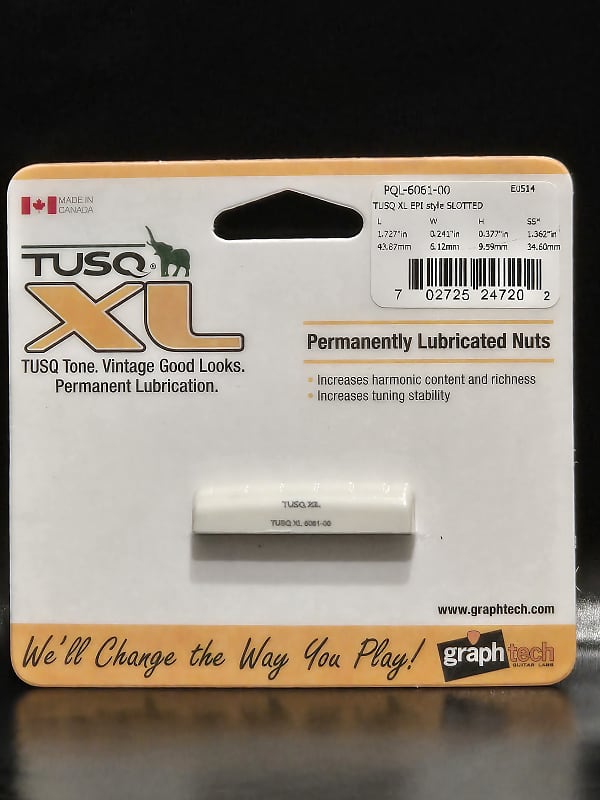 MADE IN
CANADA
PQL-6061-00 EU514
TUSQ XL EPI style SLOTTED
L W H SS*
1.727"in 0.241"in 0.377"in 1.362"in
43.87mm 6.12mm 9.59mm 34.60mm
7 02725 24720 2
TUSQ®
XL
TUSQ Tone. Vintage Good Looks.
Permanent Lubrication.
Permanently Lubricated Nuts
• Increases harmonic content and richness
• Increases tuning stability
TUSQ XL
TUSQ XL 6061-00
www.graphtech.com
We'll Change the Way You Play!
graphtech
GUITAR LABS